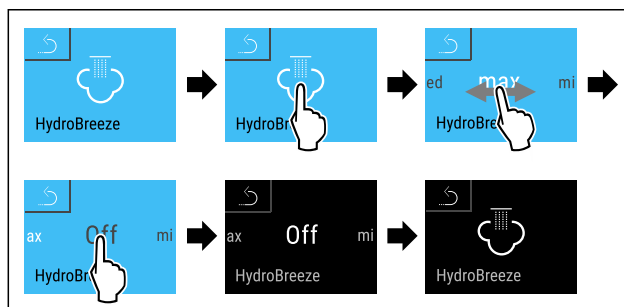 HydroBreeze
HydroBr
ed max mi
HydroBre
ax Off mi
HydroBr
ax Off mi
HydroBreeze
HydroBreeze